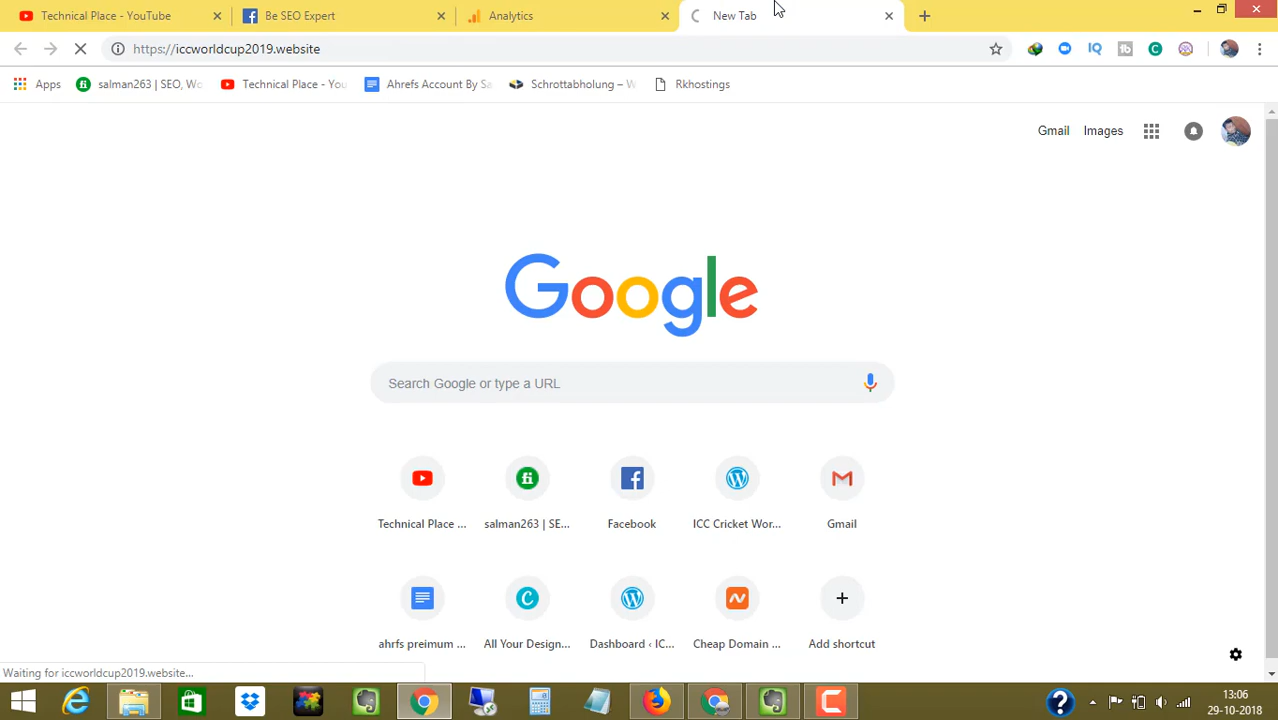 Technical Place - YouTube
Be SEO Expert
Analytics
New Tab
https://iccworldcup2019.website
Apps
salman263 | SEO, Wo
Technical Place - You
Ahrefs Account By Sa
Schrottabholung – W
Rkhostings
Gmail
Images
Google
Search Google or type a URL
Technical Place ...
salman263 | SE...
Facebook
ICC Cricket Wor...
Gmail
ahrfs preimum ...
All Your Design...
Dashboard ‹ IC...
Cheap Domain ...
Add shortcut
Waiting for iccworldcup2019.website...
13:06
29-10-2018